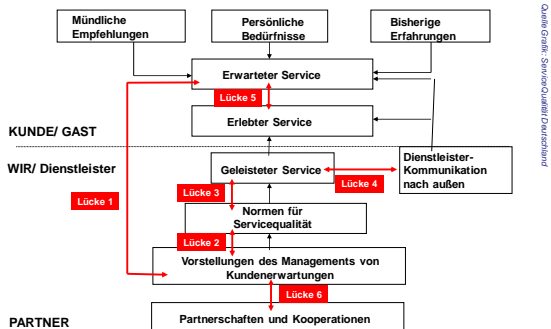 Mündliche
Empfehlungen
Persönliche
Bedürfnisse
Bisherige
Erfahrungen
Quelle Grafik: ServiceQualität Deutschland
Erwarteter Service
Lücke 5
Erlebter Service
KUNDE/ GAST
WIR/ Dienstleister
Geleisteter Service
Dienstleister-
Kommunikation
nach außen
Lücke 4
Lücke 3
Lücke 1
Normen für
Servicequalität
Lücke 2
Vorstellungen des Managements von
Kundenerwartungen
Lücke 6
PARTNER
Partnerschaften und Kooperationen